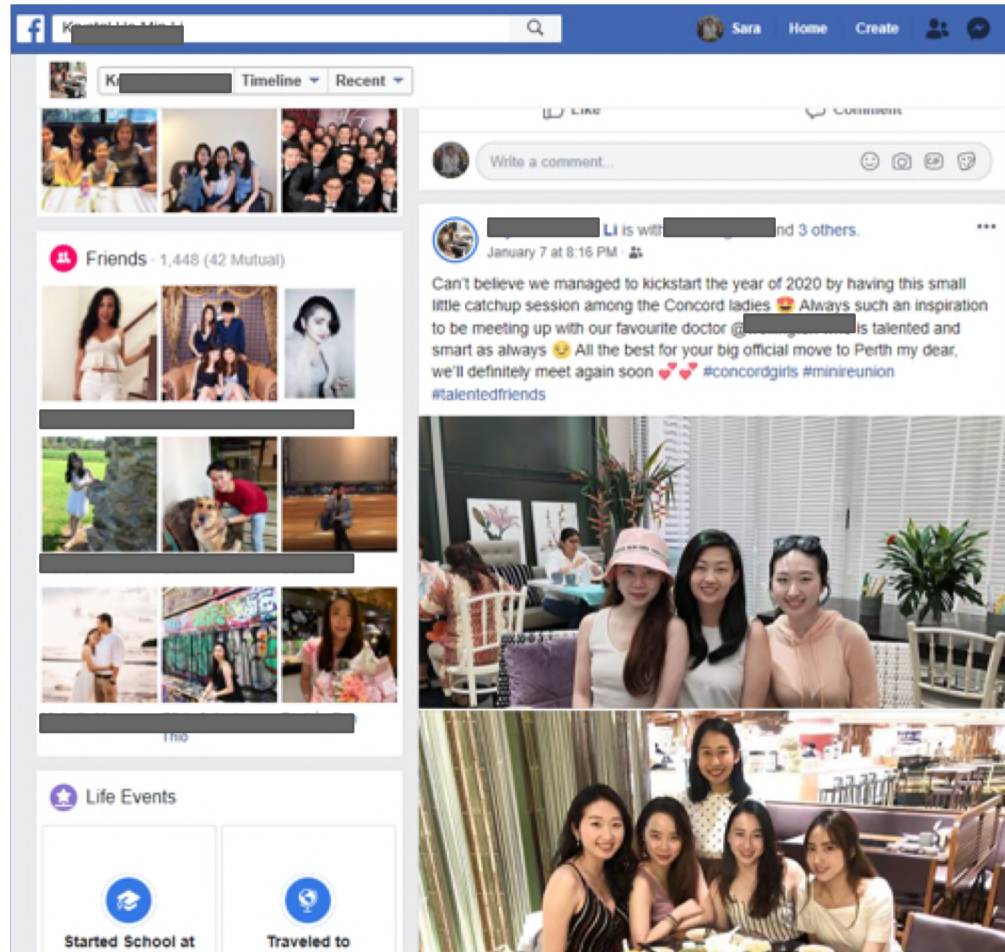 Sara Home Create
Timeline Recent
Like Comment
Write a comment...
GIF
Friends · 1,448 (42 Mutual)
Thio
Li is with and 3 others.
January 7 at 8:16 PM ·
Can't believe we managed to kickstart the year of 2020 by having this small
little catchup session among the Concord ladies 😍 Always such an inspiration
to be meeting up with our favourite doctor @ is talented and
smart as always 😉 All the best for your big official move to Perth my dear,
we'll definitely meet again soon 💕 💕 #concordgirls #minireunion
#talentedfriends
Life Events
Started School at
Traveled to